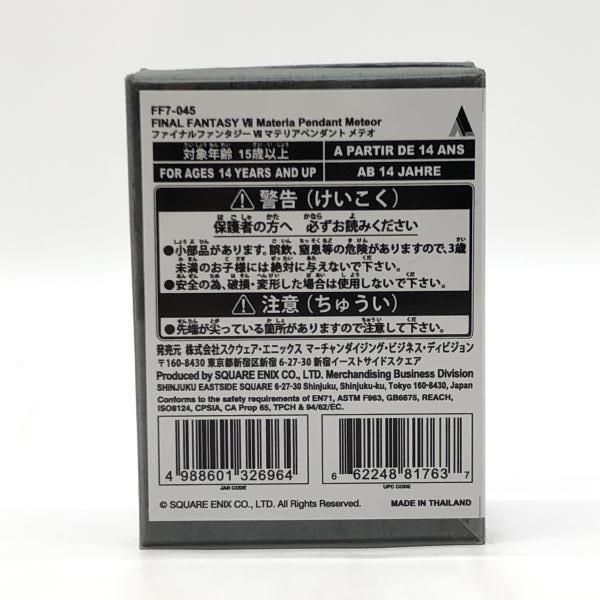 FF7-045
FINAL FANTASY Ⅶ Materia Pendant Meteor
ファイナルファンタジー Ⅶ マテリアペンダント メテオ
対象年齢 15歳以上
A PARTIR DE 14 ANS
FOR AGES 14 YEARS AND UP
AB 14 JAHRE
⚠ 警告 (けいこく)
保護者の方へ 必ずお読みください
●小部品があります。誤飲、窒息等の危険がありますので、3歳
未満のお子様には絶対に与えないで下さい。
●安全の為、破損・変形した場合は使用しないで下さい。
⚠ 注意 (ちゅうい)
●先端が尖っている箇所がありますので注意して下さい。
発売元 株式会社スクウェア・エニックス マーチャンダイジング・ビジネス・ディビジョン
〒160-8430 東京都新宿区新宿 6-27-30 新宿イーストサイドスクエア
Produced by SQUARE ENIX CO., LTD. Merchandising Business Division
SHINJUKU EASTSIDE SQUARE 6-27-30 Shinjuku, Shinjuku-ku, Tokyo 160-8430, Japan
Conforms to the safety requirements of EN71, ASTM F963, GB6675, REACH,
ISO8124, CPSIA, CA Prop 65, TPCH & 94/62/EC.
4 988601 326964
JAN CODE
6 62248 81763 7
UPC CODE
© SQUARE ENIX CO., LTD. All Rights Reserved.
MADE IN THAILAND